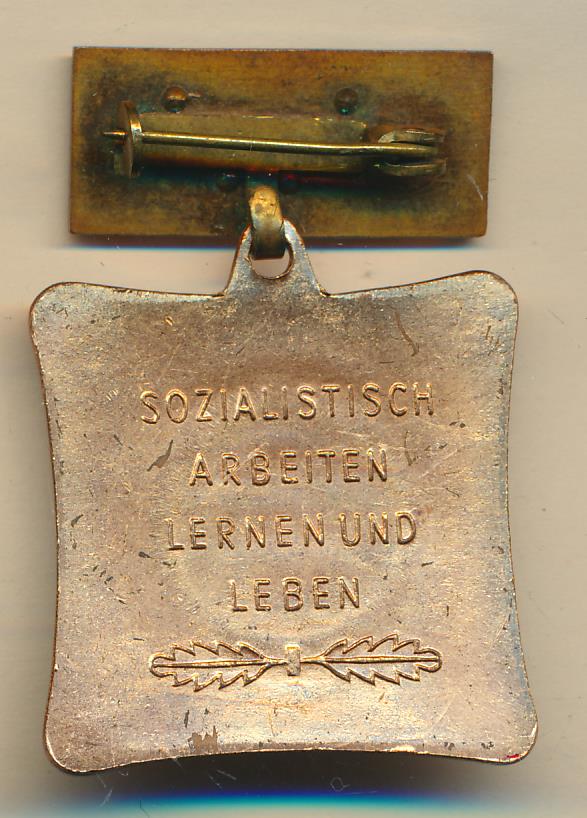 SOZIALISTISCH
ARBEITEN
LERNEN UND
LEBEN